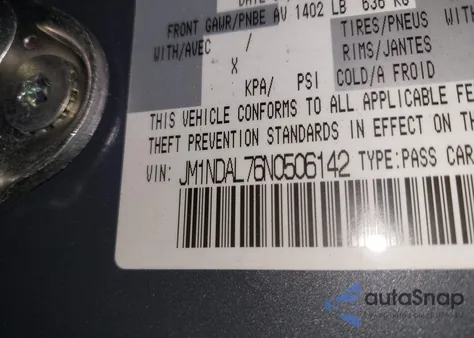 FRONT GAWR/PNBE AV 1402 LB 636 KG
WITH/AVEC / TIRES/PNEUS WITH
X RIMS/JANTES
KPA/ PSI COLD/A FROID
THIS VEHICLE CONFORMS TO ALL APPLICABLE FE
THEFT PREVENTION STANDARDS IN EFFECT ON TH
VIN: JM1NDAL76N0506142 TYPE:PASS CAR
autoSnap